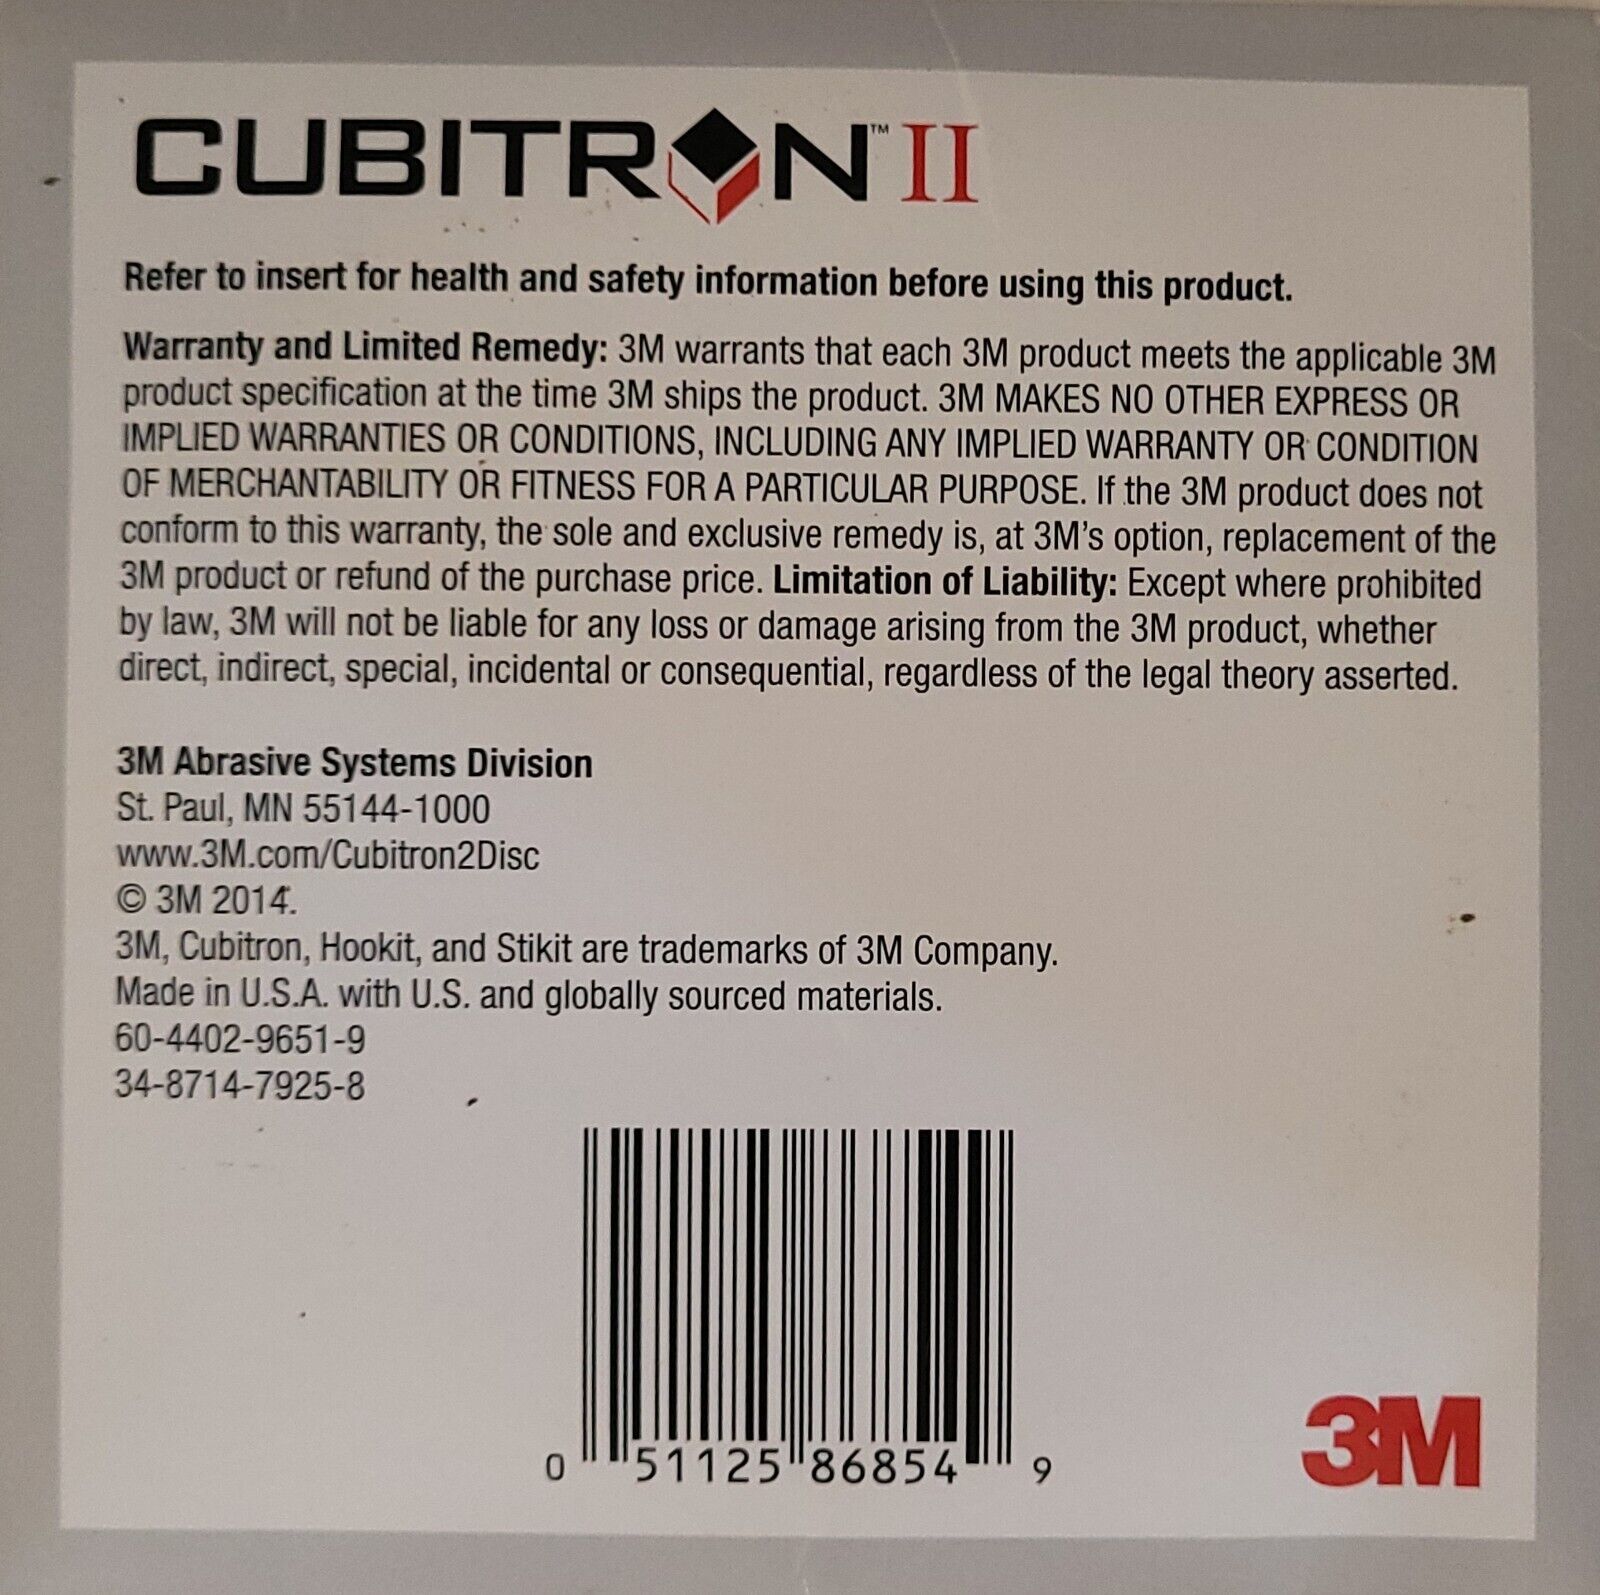 CUBITRON™ II
Refer to insert for health and safety information before using this product.
Warranty and Limited Remedy: 3M warrants that each 3M product meets the applicable 3M
product specification at the time 3M ships the product. 3M MAKES NO OTHER EXPRESS OR
IMPLIED WARRANTIES OR CONDITIONS, INCLUDING ANY IMPLIED WARRANTY OR CONDITION
OF MERCHANTABILITY OR FITNESS FOR A PARTICULAR PURPOSE. If the 3M product does not
conform to this warranty, the sole and exclusive remedy is, at 3M's option, replacement of the
3M product or refund of the purchase price. Limitation of Liability: Except where prohibited
by law, 3M will not be liable for any loss or damage arising from the 3M product, whether
direct, indirect, special, incidental or consequential, regardless of the legal theory asserted.
3M Abrasive Systems Division
St. Paul, MN 55144-1000
www.3M.com/Cubitron2Disc
© 3M 2014.
3M, Cubitron, Hookit, and Stikit are trademarks of 3M Company.
Made in U.S.A. with U.S. and globally sourced materials.
60-4402-9651-9
34-8714-7925-8
0 51125 86854 9
3M